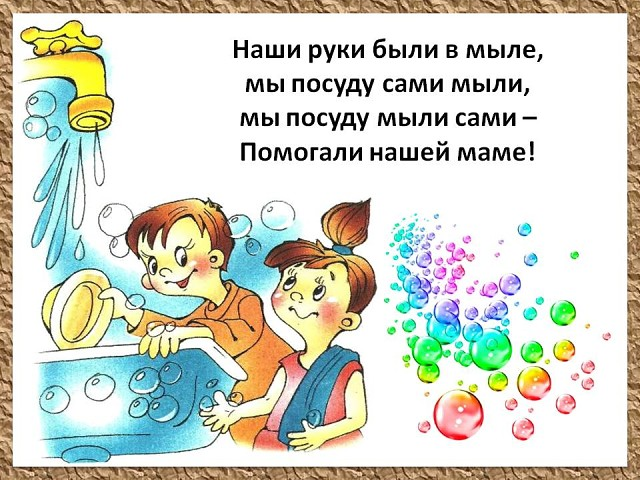 Наши руки были в мыле,
мы посуду сами мыли,
мы посуду мыли сами –
Помогали нашей маме!